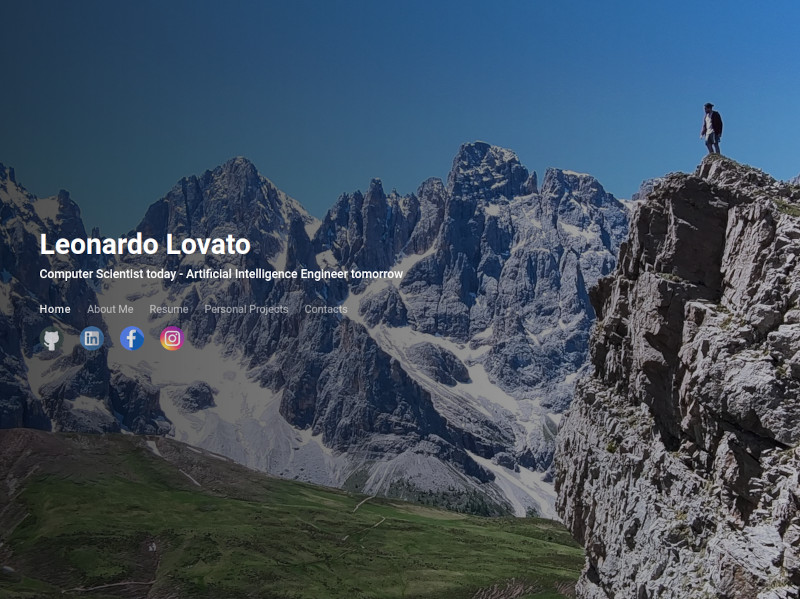 Leonardo Lovato
Computer Scientist today - Artificial Intelligence Engineer tomorrow
Home About Me Resume Personal Projects Contacts